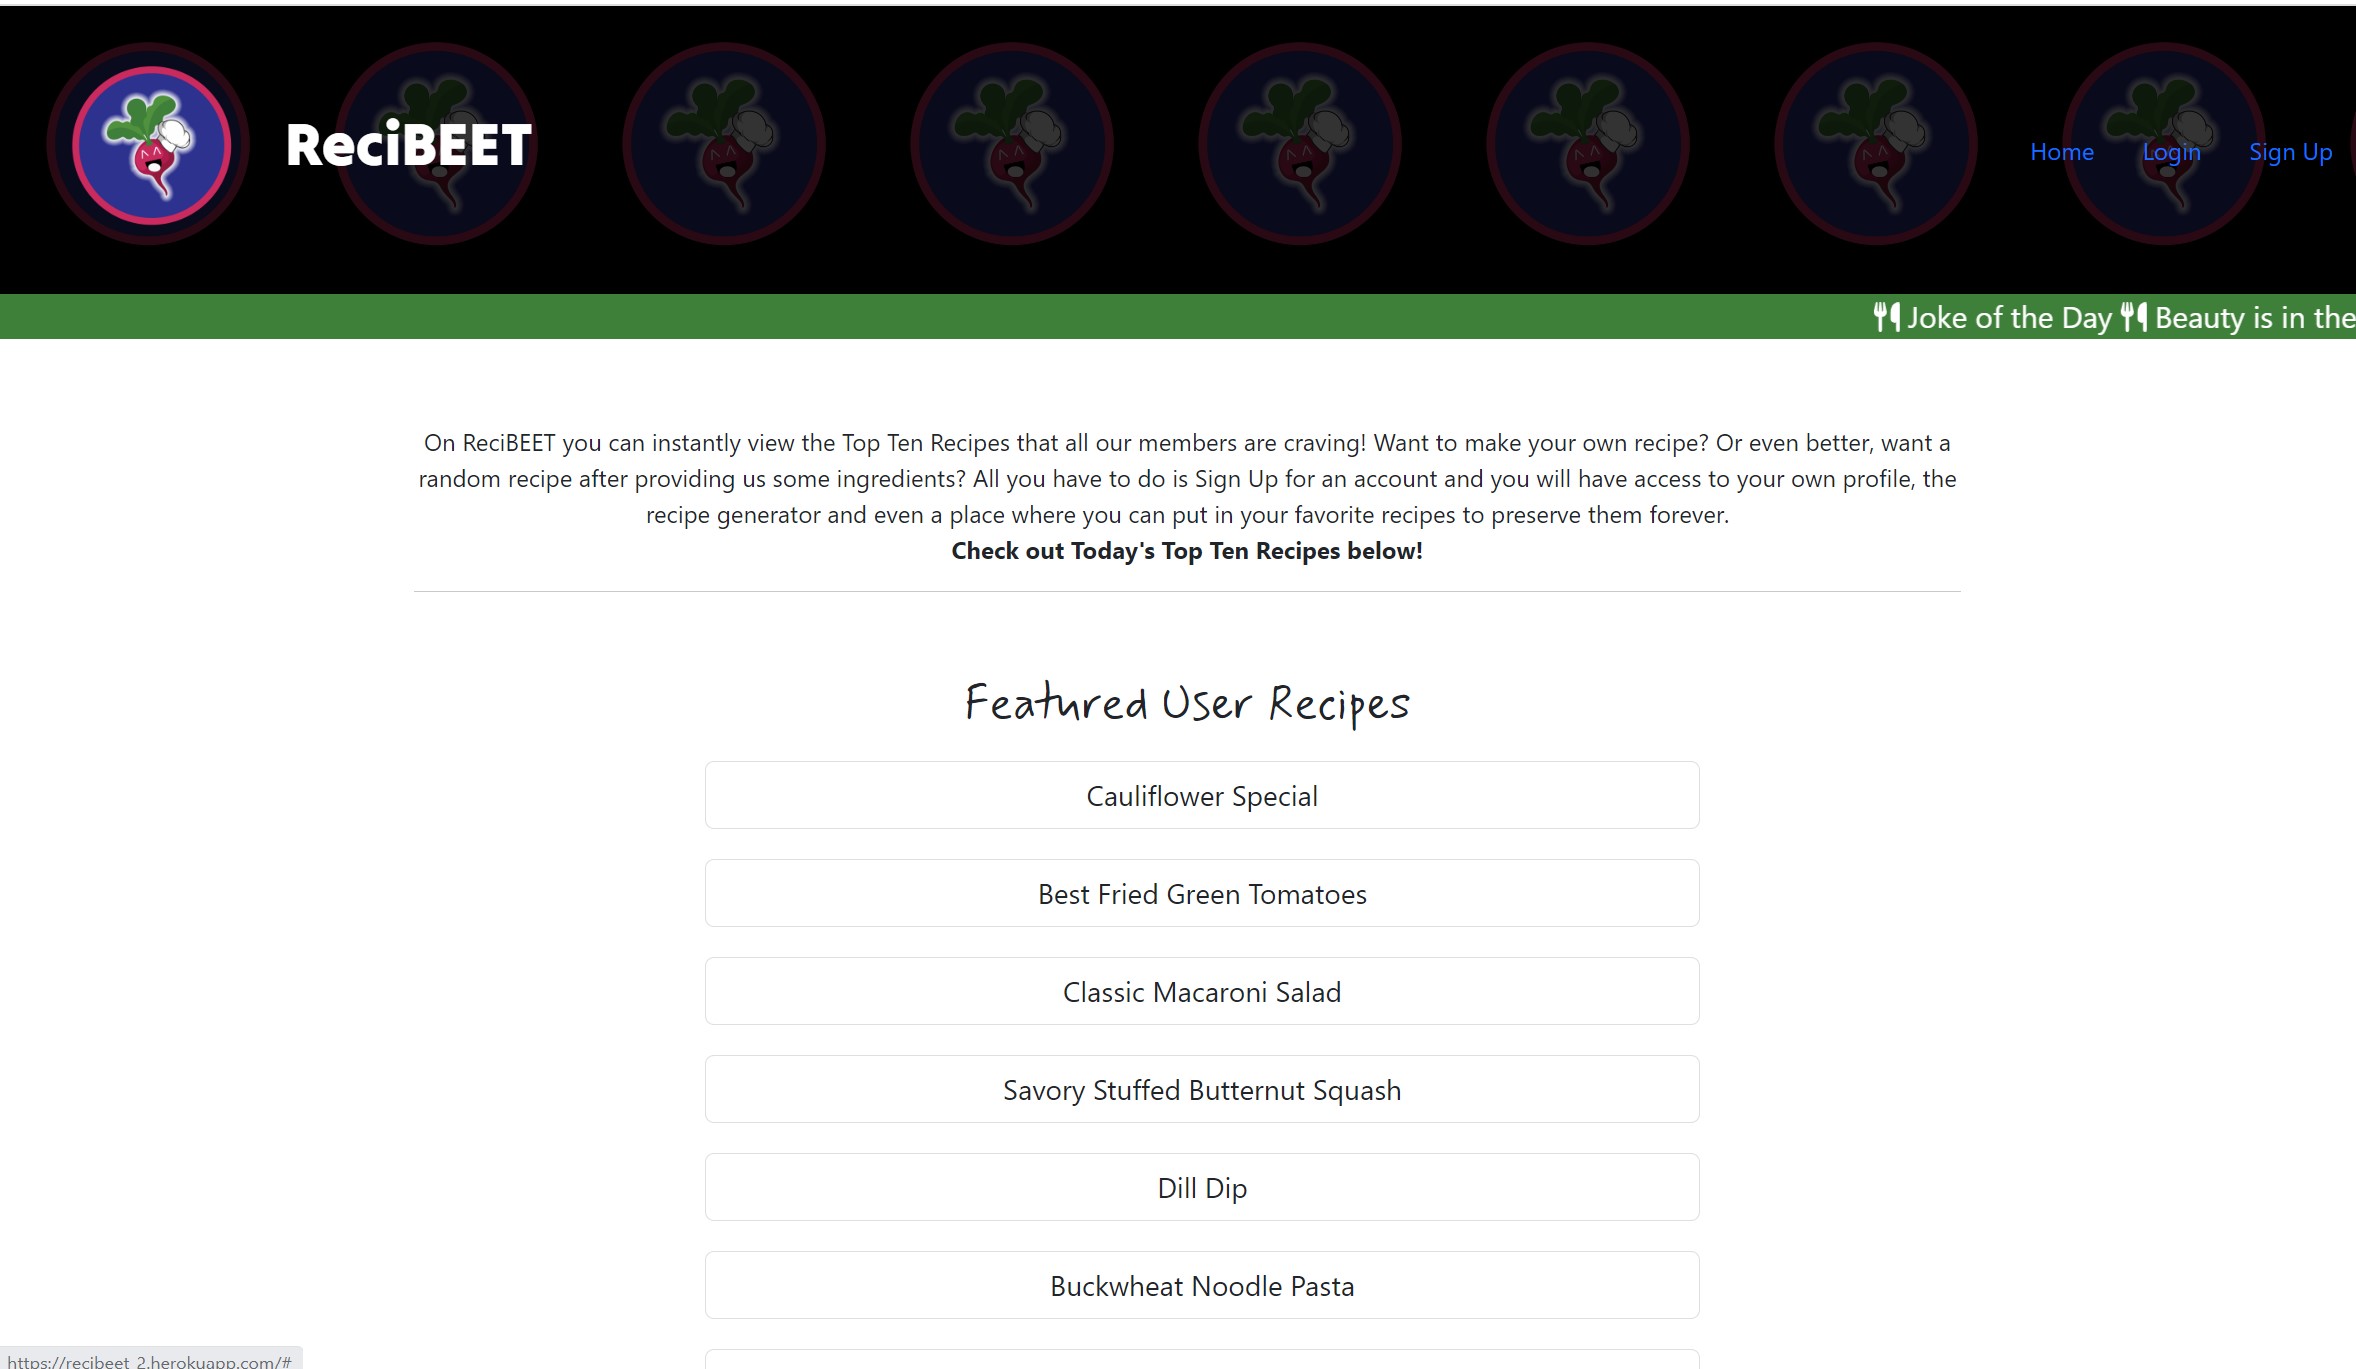 ReciBEET
Home Login Sign Up
Joke of the Day Beauty is in the
On ReciBEET you can instantly view the Top Ten Recipes that all our members are craving! Want to make your own recipe? Or even better, want a
random recipe after providing us some ingredients? All you have to do is Sign Up for an account and you will have access to your own profile, the
recipe generator and even a place where you can put in your favorite recipes to preserve them forever.
Check out Today's Top Ten Recipes below!
Featured User Recipes
Cauliflower Special
Best Fried Green Tomatoes
Classic Macaroni Salad
Savory Stuffed Butternut Squash
Dill Dip
Buckwheat Noodle Pasta
https://recibeet_2.herokuapp.com/#